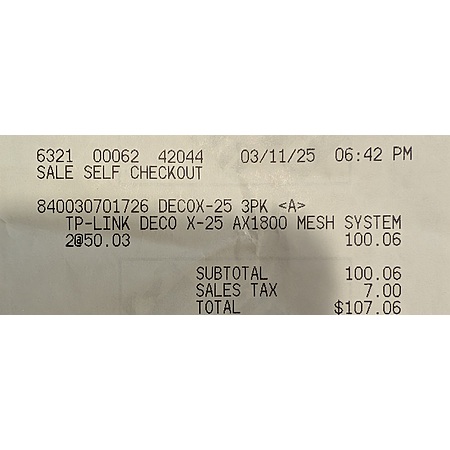 6321 00062 42044 03/11/25 06:42 PM
SALE SELF CHECKOUT
840030701726 DECOX-25 3PK <A>
TP-LINK DECO X-25 AX1800 MESH SYSTEM
2@50.03 100.06
SUBTOTAL 100.06
SALES TAX 7.00
TOTAL $107.06